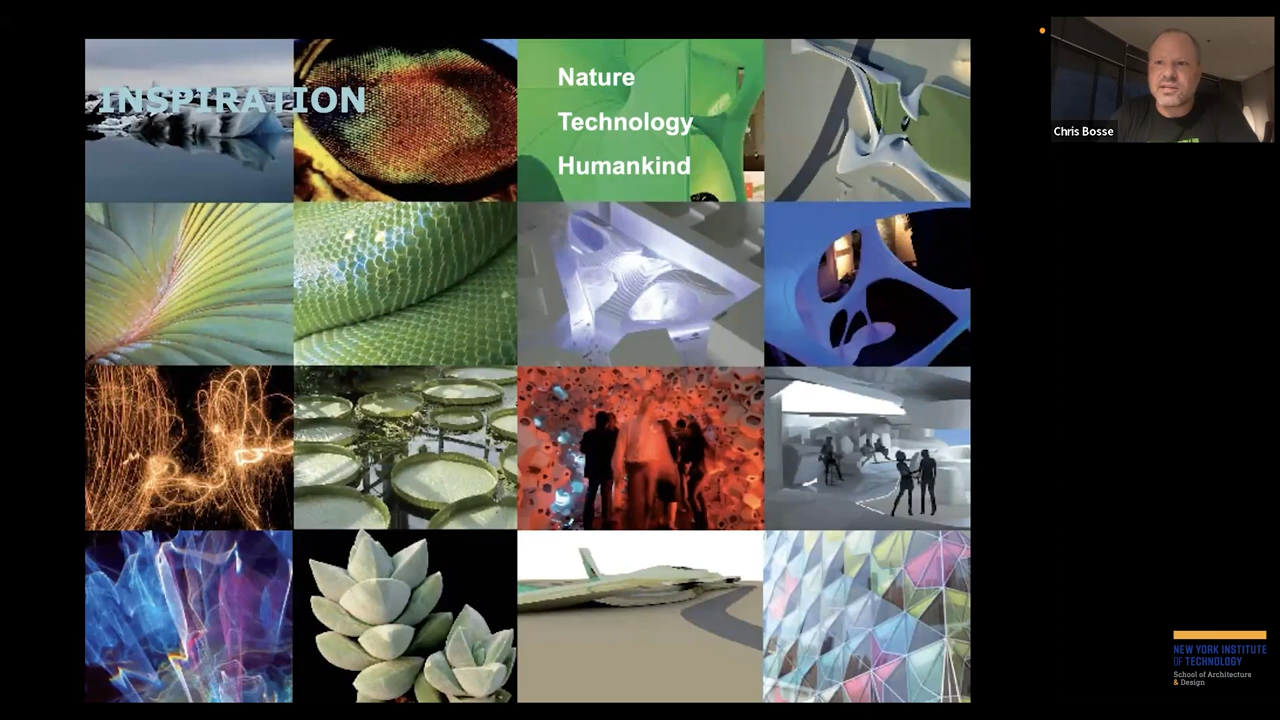 INSPIRATION
Nature
Technology
Humankind
Chris Bosse
NEW YORK INSTITUTE
OF TECHNOLOGY
School of Architecture
& Design